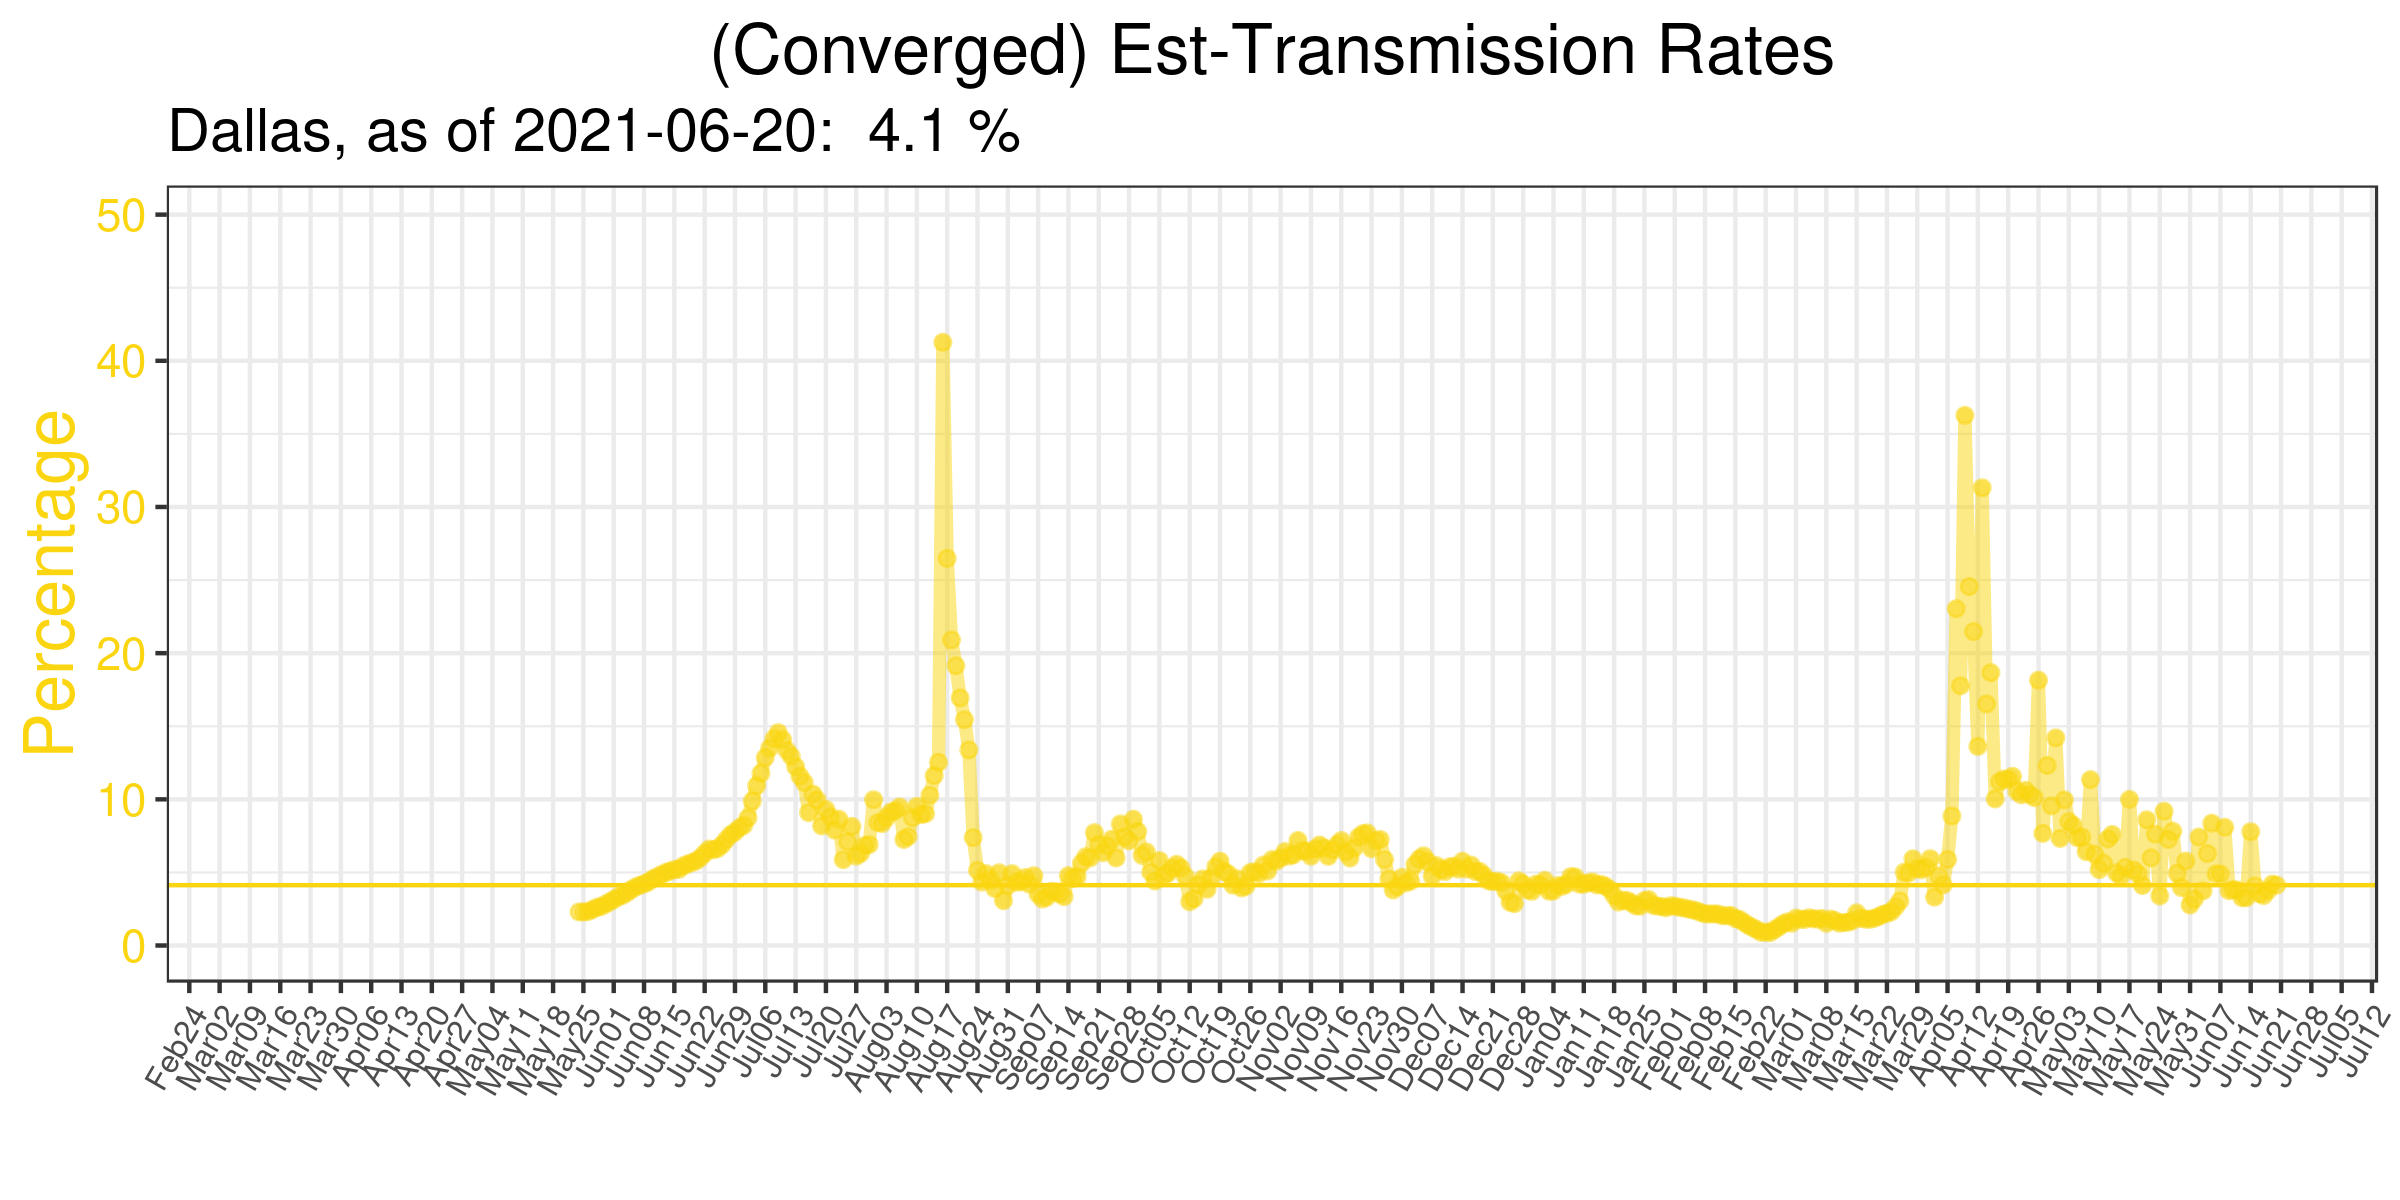 (Converged) Est-Transmission Rates
Dallas, as of 2021-06-20:  4.1 %
Percentage
50
40
30
20
10
0
Feb24
Mar02
Mar09
Mar16
Mar23
Mar30
Apr06
Apr13
Apr20
Apr27
May04
May11
May18
May25
Jun01
Jun08
Jun15
Jun22
Jun29
Jul06
Jul13
Jul20
Jul27
Aug03
Aug10
Aug17
Aug24
Aug31
Sep07
Sep14
Sep21
Sep28
Oct05
Oct12
Oct19
Oct26
Nov02
Nov09
Nov16
Nov23
Nov30
Dec07
Dec14
Dec21
Dec28
Jan04
Jan11
Jan18
Jan25
Feb01
Feb08
Feb15
Feb22
Mar01
Mar08
Mar15
Mar22
Mar29
Apr05
Apr12
Apr19
Apr26
May03
May10
May17
May24
May31
Jun07
Jun14
Jun21
Jun28
Jul05
Jul12